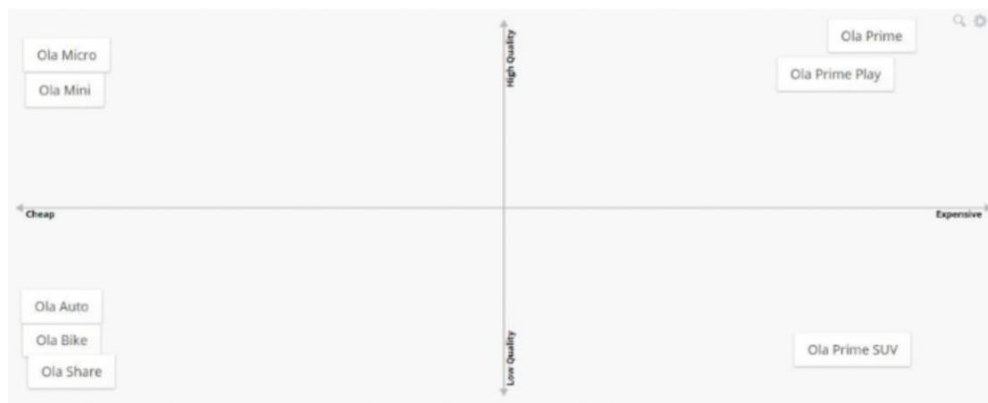 Ola Prime
Ola Micro
High Quality
Ola Prime Play
Ola Mini
Cheap
Expensive
Ola Auto
Ola Bike
Low Quality
Ola Prime SUV
Ola Share